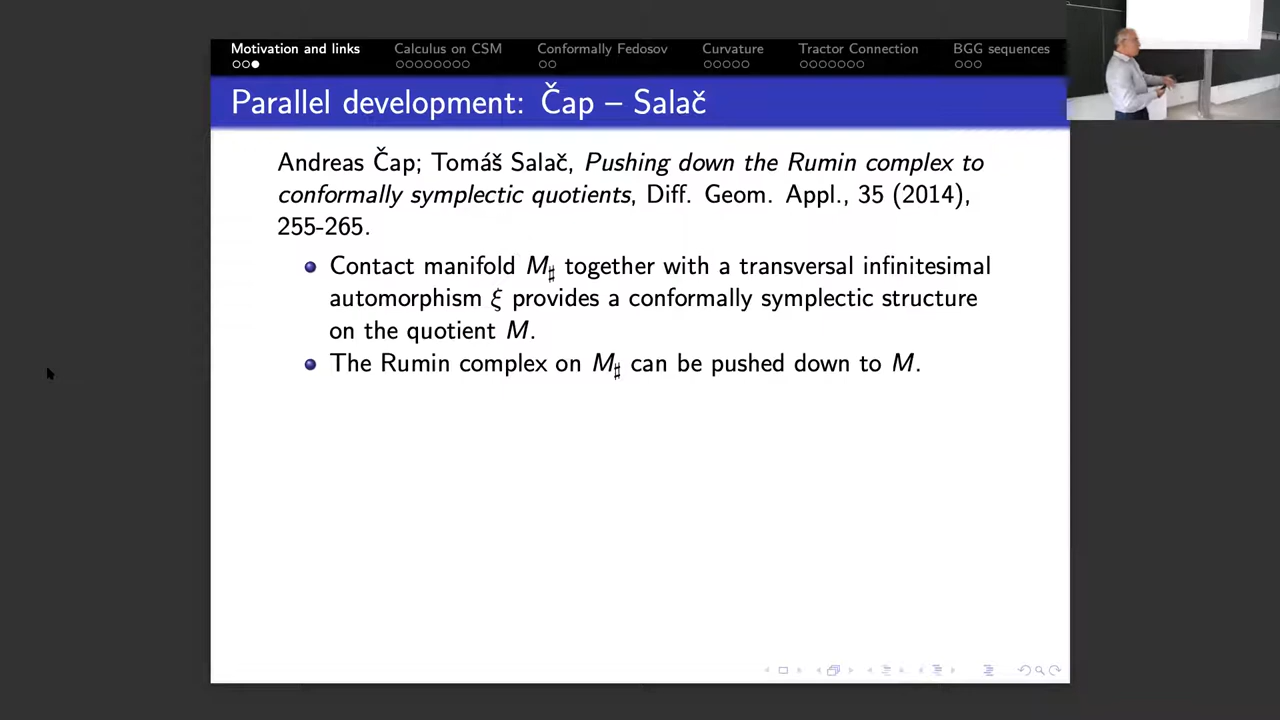 Motivation and links Calculus on CSM Conformally Fedosov Curvature Tractor Connection BGG sequences
Parallel development: Čap – Salač
Andreas Čap; Tomáš Salač, Pushing down the Rumin complex to
conformally symplectic quotients, Diff. Geom. Appl., 35 (2014),
255-265.
Contact manifold M♯ together with a transversal infinitesimal
automorphism ξ provides a conformally symplectic structure
on the quotient M.
The Rumin complex on M♯ can be pushed down to M.